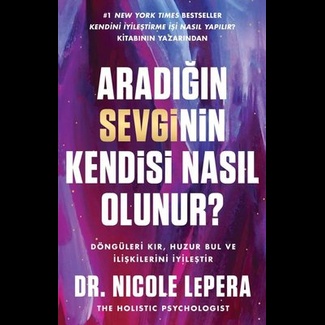 #1 NEW YORK TIMES BESTSELLER
KENDİNİ İYİLEŞTİRME İŞİ NASIL YAPILIR?
KİTABININ YAZARINDAN
ARADIĞIN
SEVGİNİN
KENDİSİ NASIL
OLUNUR?
DÖNGÜLERİ KIR, HUZUR BUL VE
İLİŞKİLERİNİ İYİLEŞTİR
DR. NICOLE LePERA
THE HOLISTIC PSYCHOLOGIST